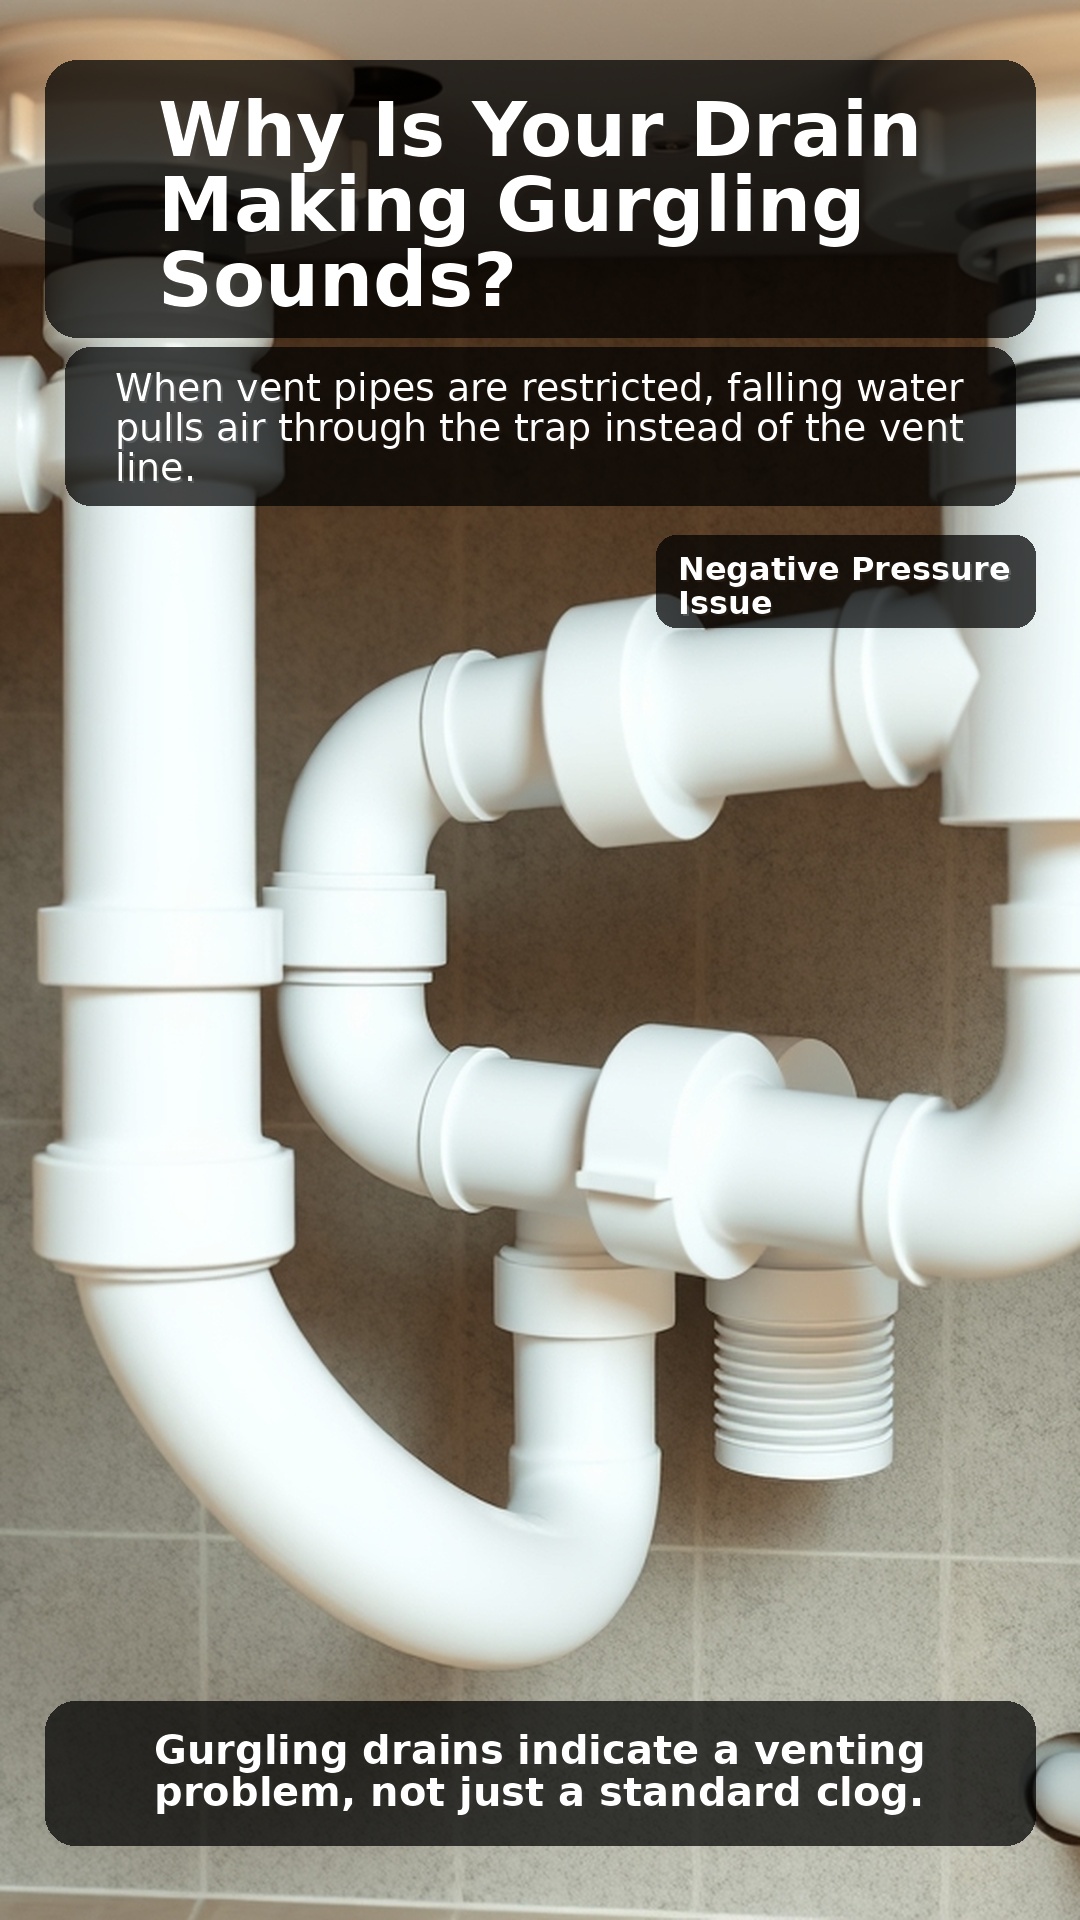 Why Is Your Drain
Making Gurgling
Sounds?
When vent pipes are restricted, falling water
pulls air through the trap instead of the vent
line.
Negative Pressure
Issue
Gurgling drains indicate a venting
problem, not just a standard clog.